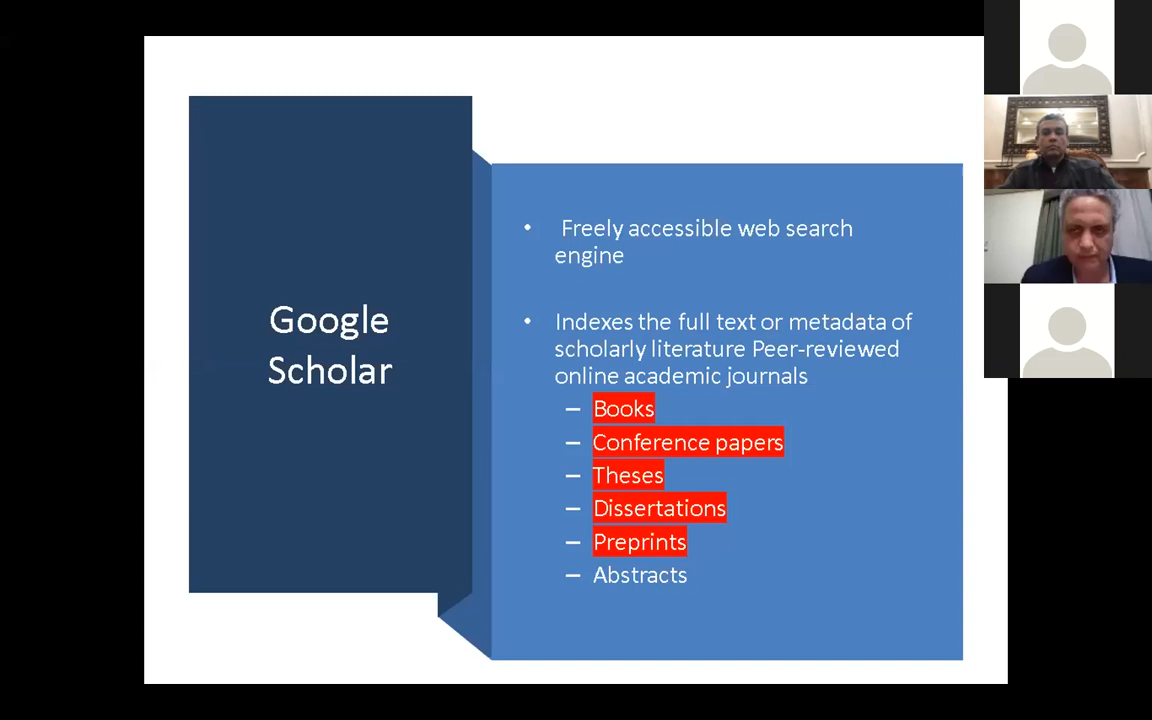 Google
Scholar
• Freely accessible web search
engine
• Indexes the full text or metadata of
scholarly literature Peer-reviewed
online academic journals
– Books
– Conference papers
– Theses
– Dissertations
– Preprints
– Abstracts